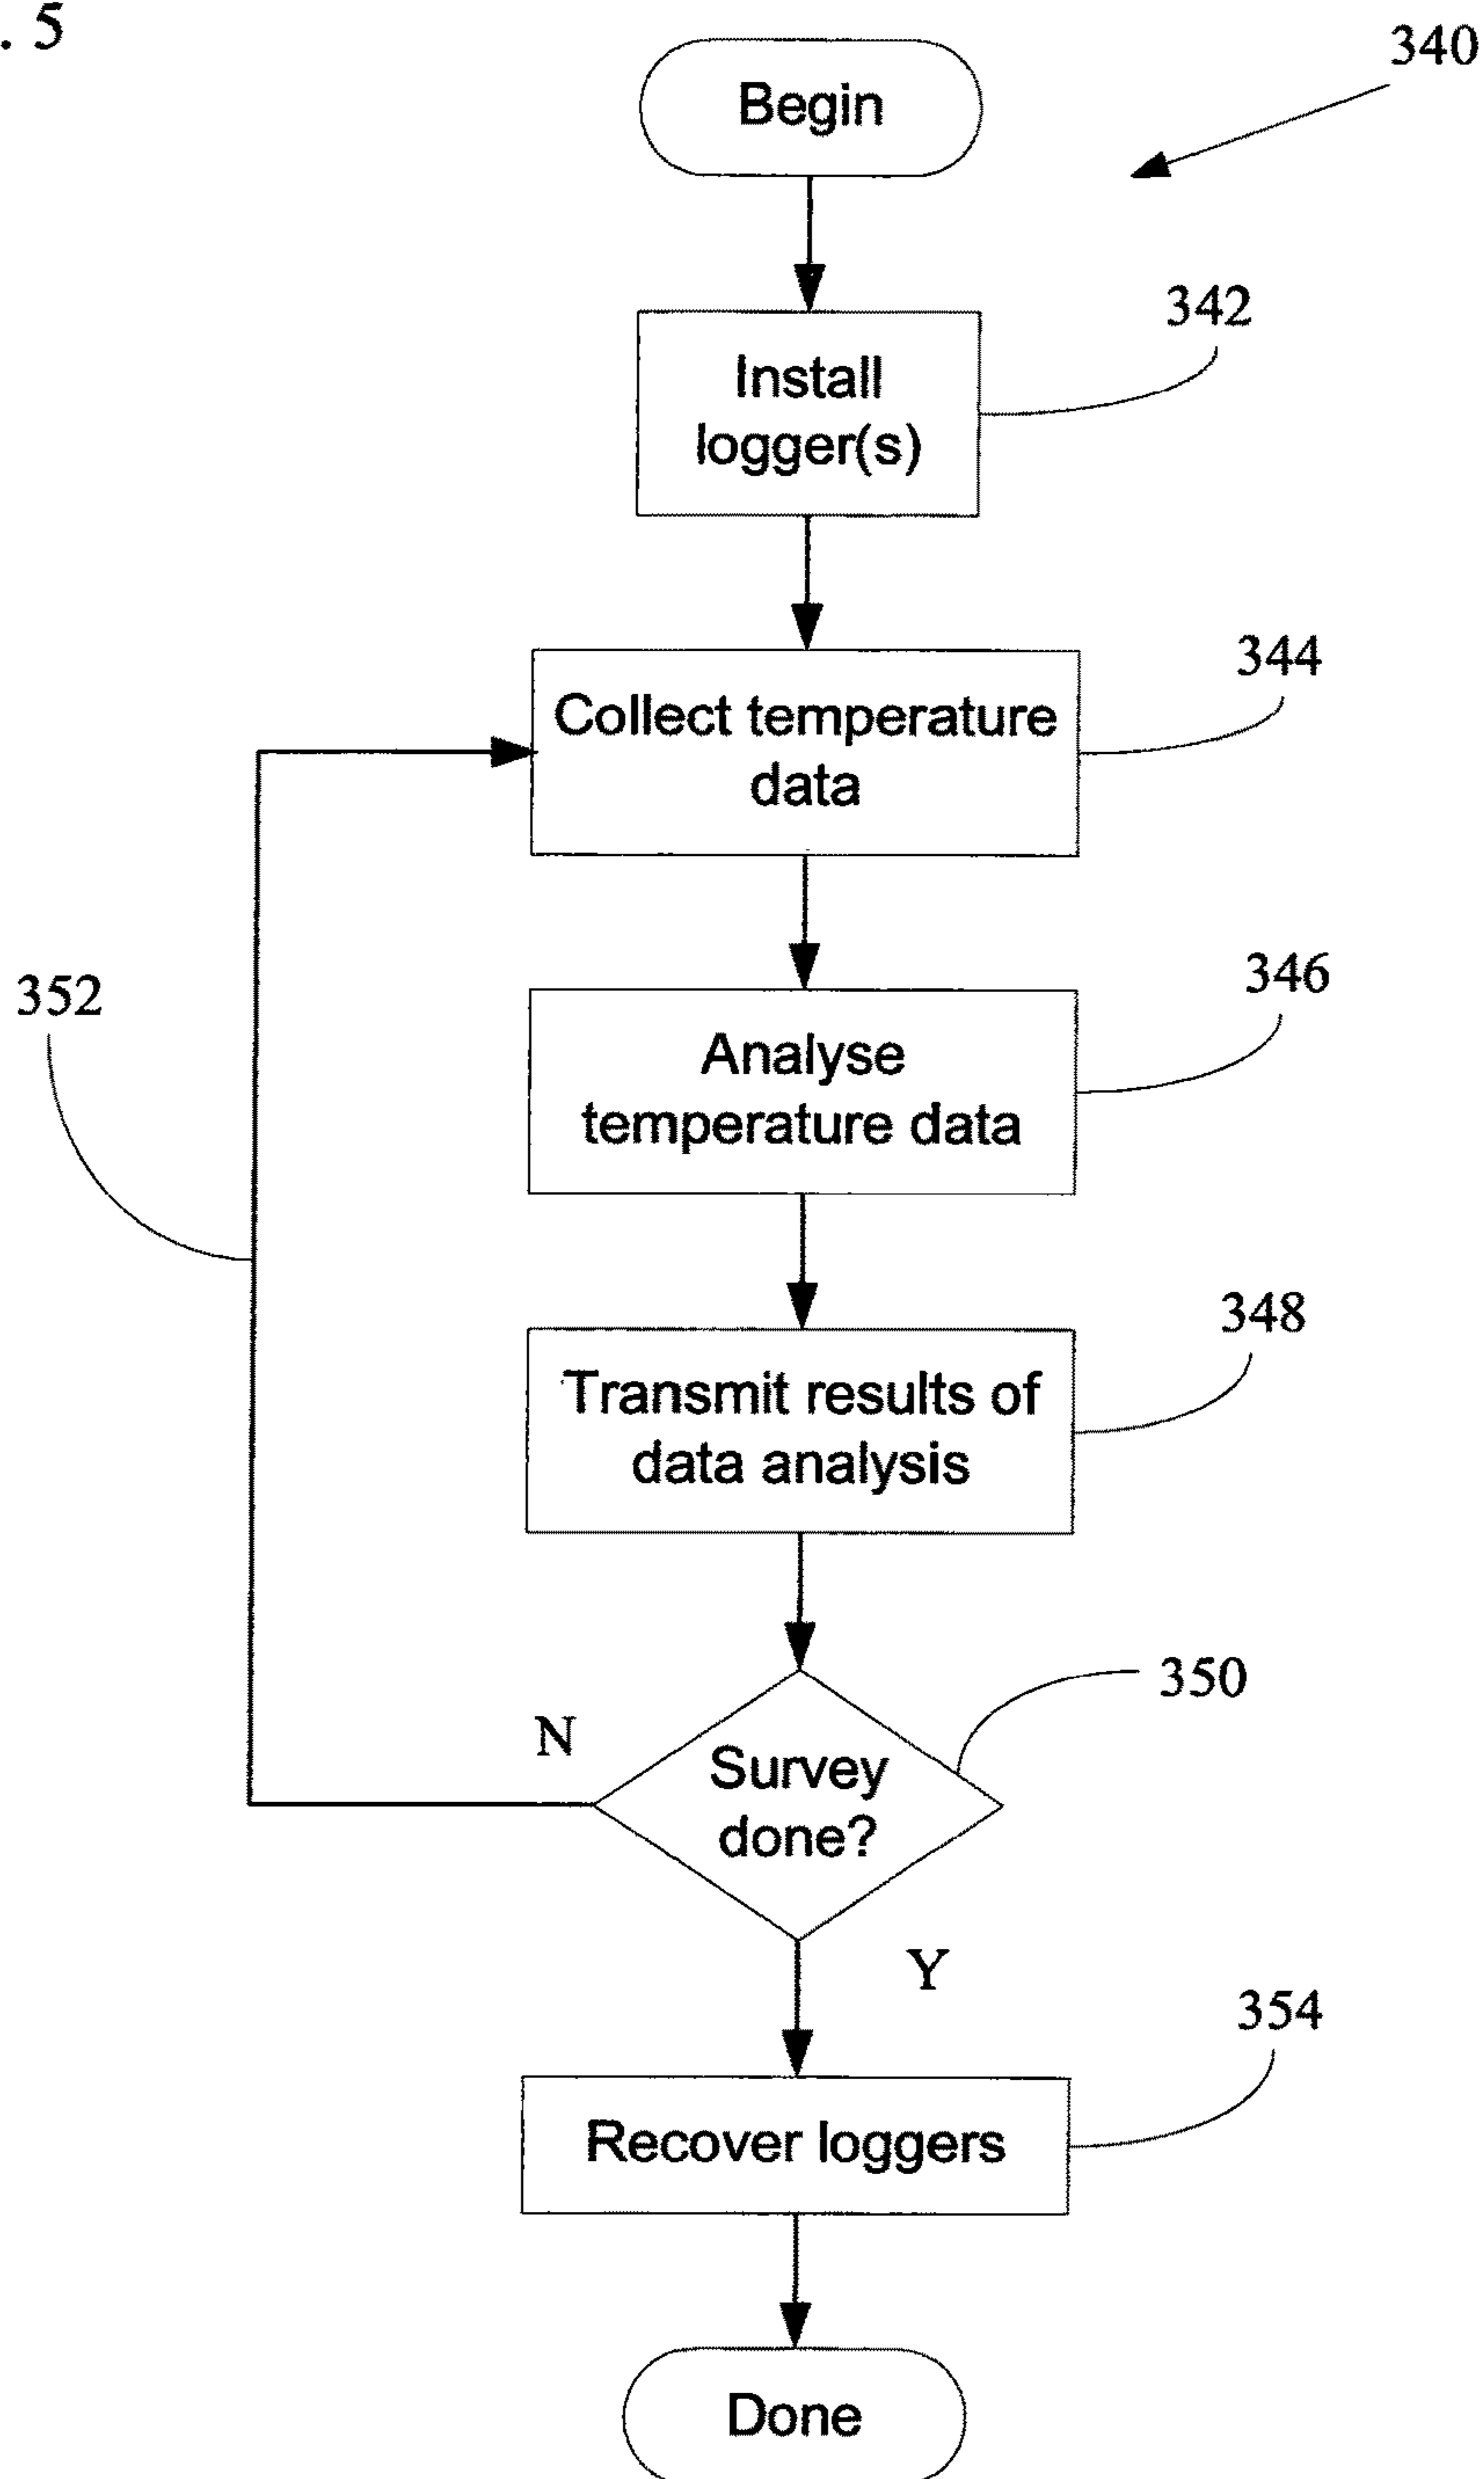 . 5
340
Begin
342
Install
logger(s)
344
Collect temperature
data
352
346
Analyse
temperature data
348
Transmit results of
data analysis
350
N
Survey
done?
Y
354
Recover loggers
Done